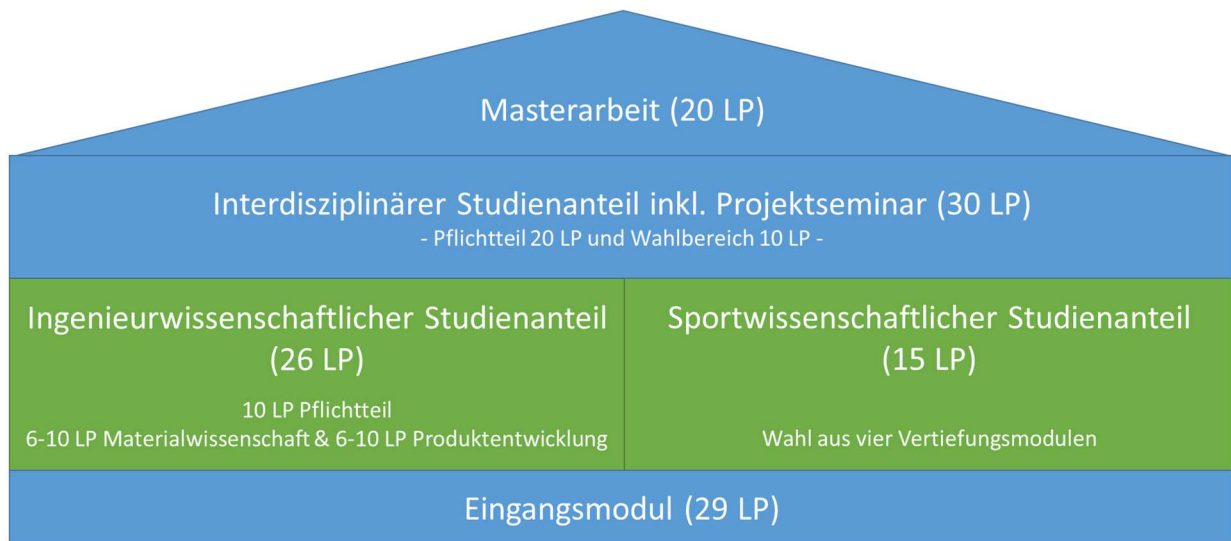 Masterarbeit (20 LP)
Interdisziplinärer Studienanteil inkl. Projektseminar (30 LP)
- Pflichtteil 20 LP und Wahlbereich 10 LP -
Ingenieurwissenschaftlicher Studienanteil
(26 LP)
10 LP Pflichtteil
6-10 LP Materialwissenschaft & 6-10 LP Produktentwicklung
Sportwissenschaftlicher Studienanteil
(15 LP)
Wahl aus vier Vertiefungsmodulen
Eingangsmodul (29 LP)